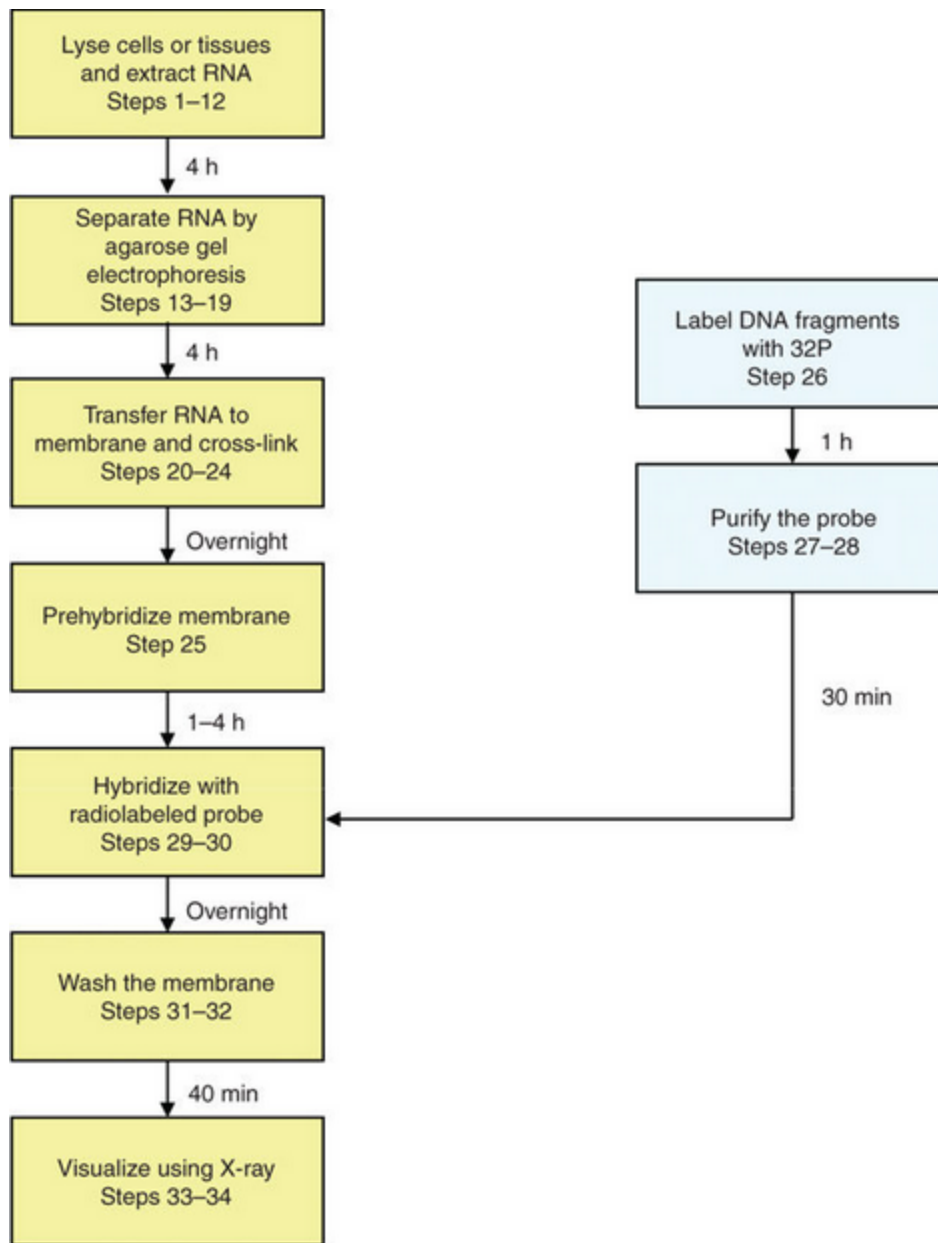 Lyse cells or tissues
and extract RNA
Steps 1–12
4 h
Separate RNA by
agarose gel
electrophoresis
Steps 13–19
4 h
Transfer RNA to
membrane and cross-link
Steps 20–24
Overnight
Prehybridize membrane
Step 25
1–4 h
Hybridize with
radiolabeled probe
Steps 29–30
Overnight
Wash the membrane
Steps 31–32
40 min
Visualize using X-ray
Steps 33–34
Label DNA fragments
with 32P
Step 26
1 h
Purify the probe
Steps 27–28
30 min